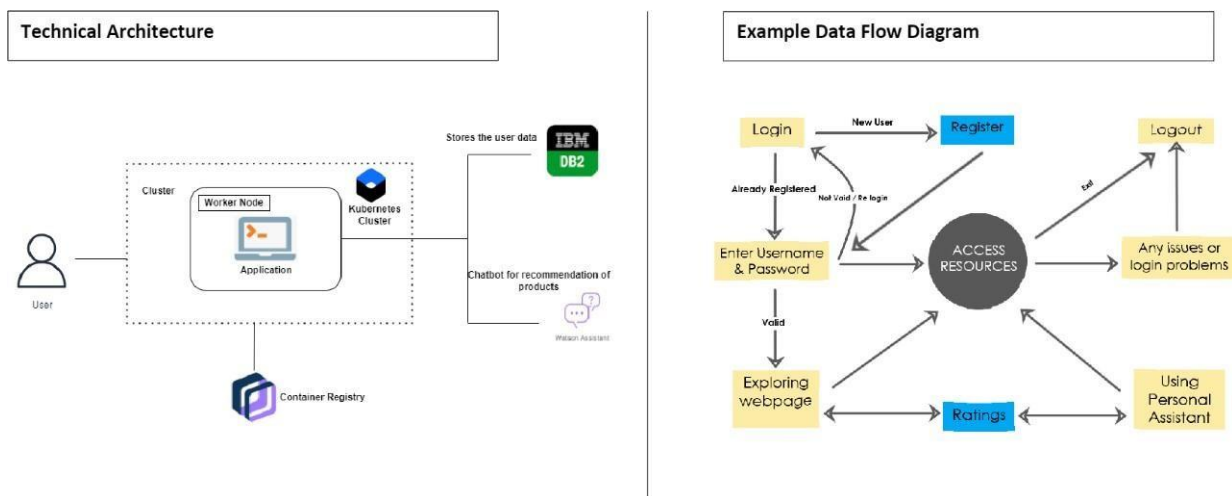 Technical Architecture
Stores the user data
IBM
DB2
Cluster
Worker Node
Kubernetes
Cluster
Application
User
Chatbot for recommendation of
products
Watson Assistant
Container Registry
Example Data Flow Diagram
Login
New User
Register
Logout
Already Registered
Not Vaid / Re login
Exit
Enter Username
& Password
ACCESS
RESOURCES
Any issues or
login problems
Valid
Exploring
webpage
Ratings
Using
Personal
Assistant